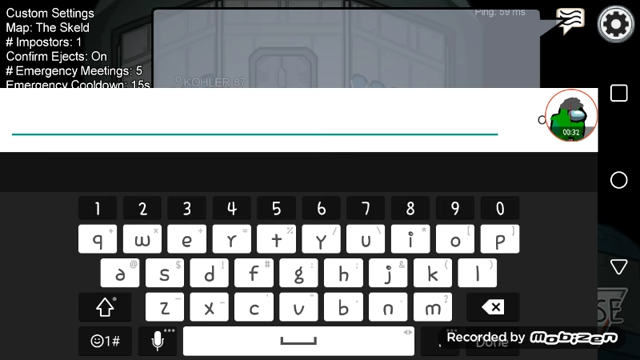 Custom Settings
Ping: 59 ms
Map: The Skeld
# Impostors: 1
Confirm Ejects: On
# Emergency Meetings: 5
Emergency Cooldown: 15s
KOHLER 87
00:32
1 2 3 4 5 6 7 8 9 0
q w e r t y u i o p
a s d f g h j k l
z x c v b n m
1#
Done
Recorded by Mobizen